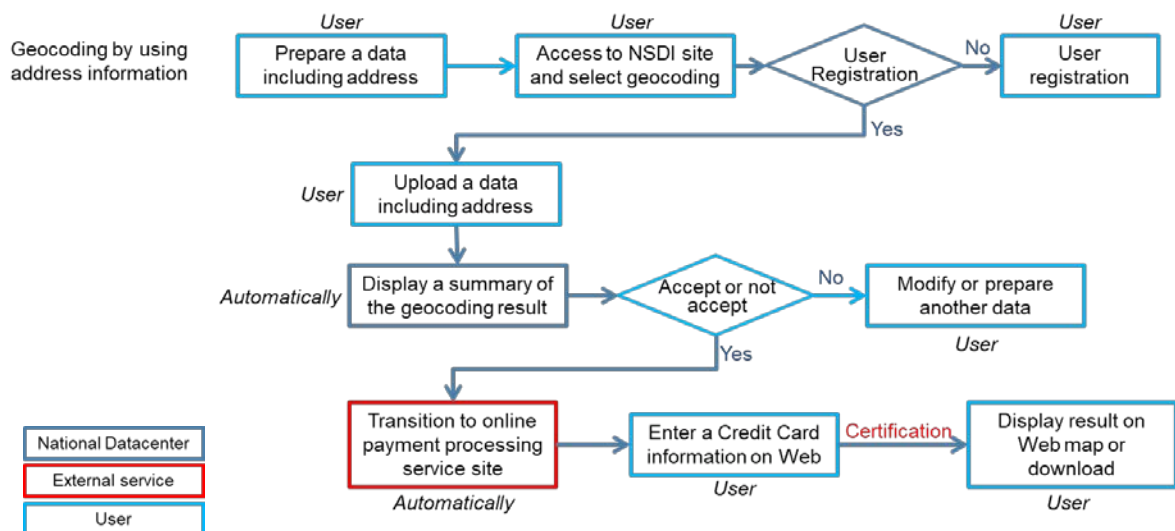 Geocoding by using
address information
User
Prepare a data
including address
User
Access to NSDI site
and select geocoding
User
Registration
No
User
User
registration
Yes
User
Upload a data
including address
Automatically
Display a summary of
the geocoding result
Accept or not
accept
No
Modify or prepare
another data
User
Yes
Transition to online
payment processing
service site
Automatically
Enter a Credit Card
information on Web
User
Certification
Display result on
Web map or
download
User
National Datacenter
External service
User